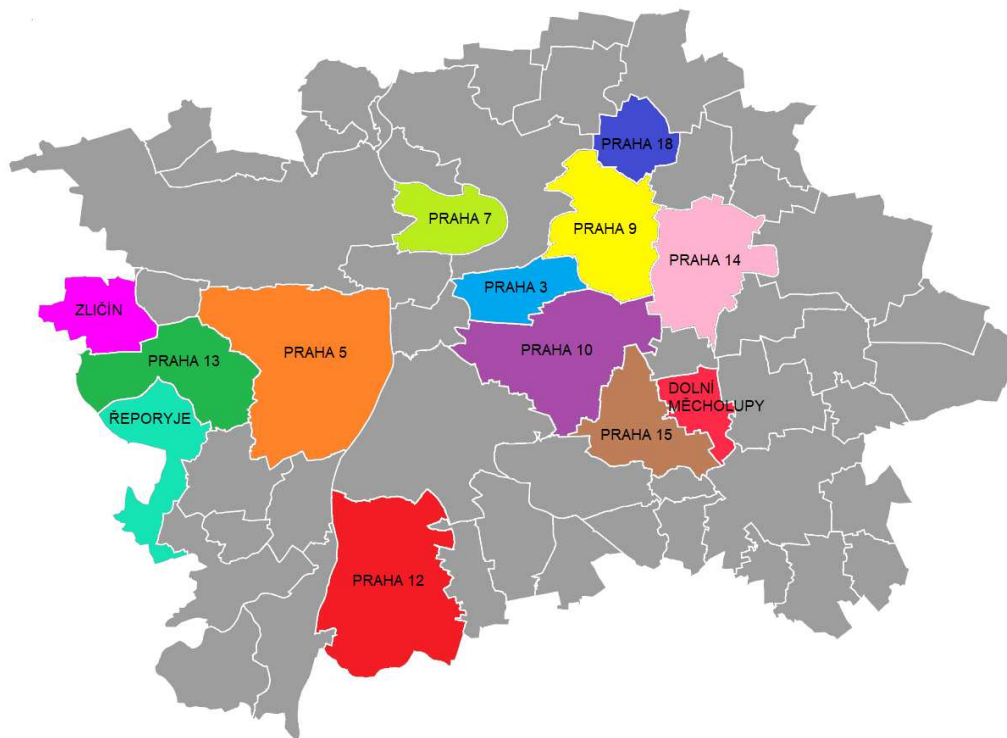 PRAHA 18
PRAHA 7
PRAHA 9
PRAHA 14
PRAHA 3
ZLIČÍN
PRAHA 10
PRAHA 5
PRAHA 13
DOLNÍ
MĚCHOLUPY
ŘEPORYJE
PRAHA 15
PRAHA 12